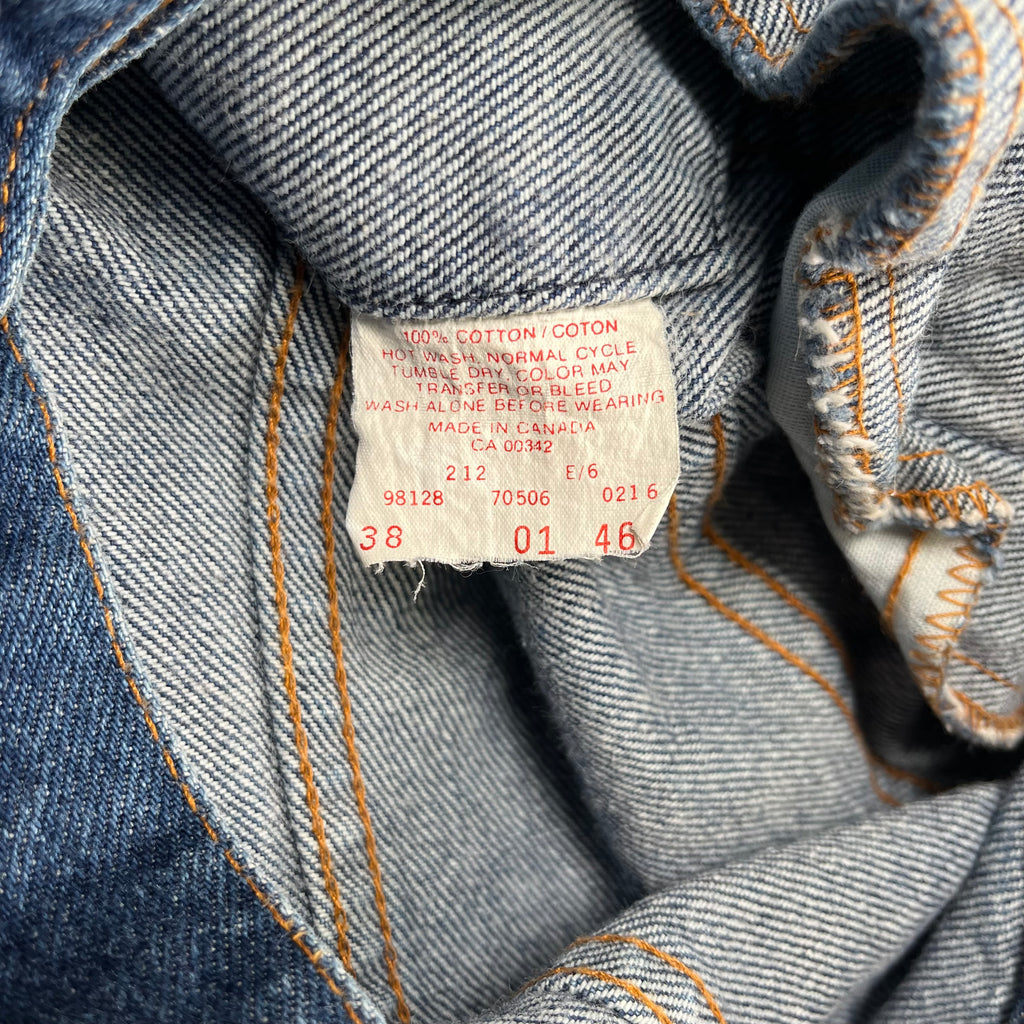 100% COTTON / COTON
HOT WASH, NORMAL CYCLE
TUMBLE DRY, COLOR MAY
TRANSFER OR BLEED
WASH ALONE BEFORE WEARING
MADE IN CANADA
CA 00342
212 E/6
98128 70506 0216
38 01 46